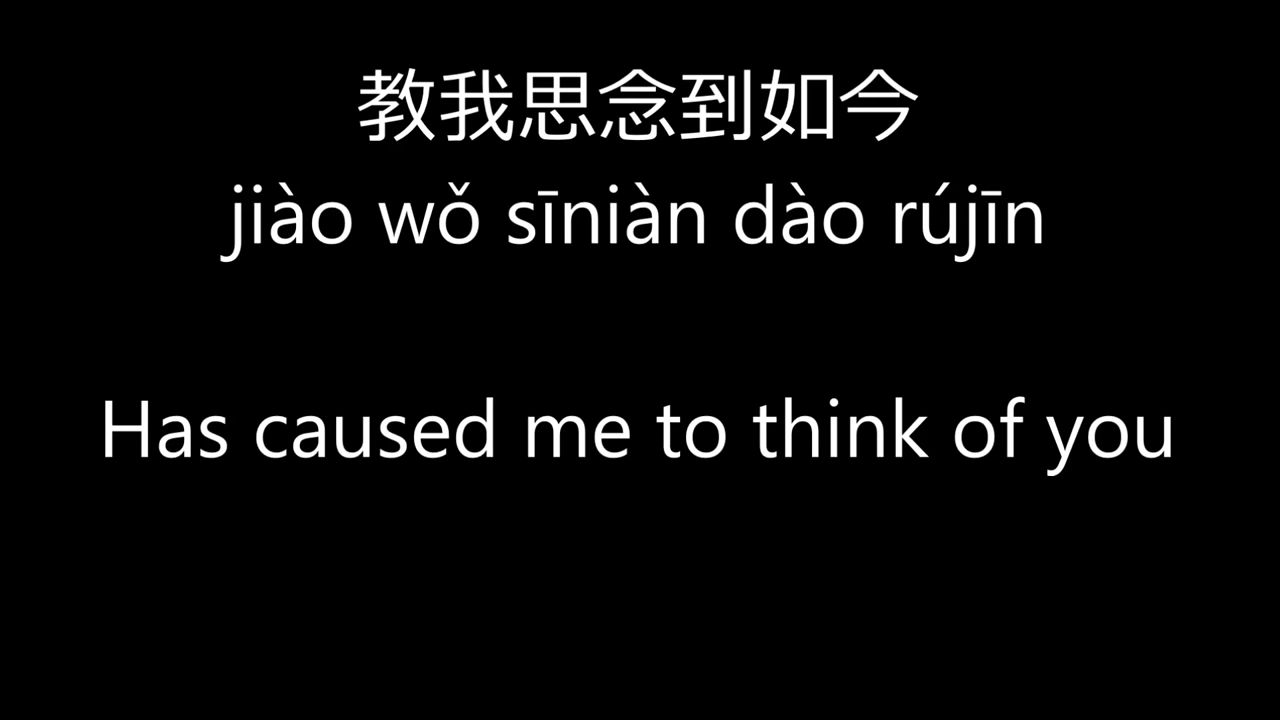 教我思念到如今
jiào wǒ sīniàn dào rújīn
Has caused me to think of you